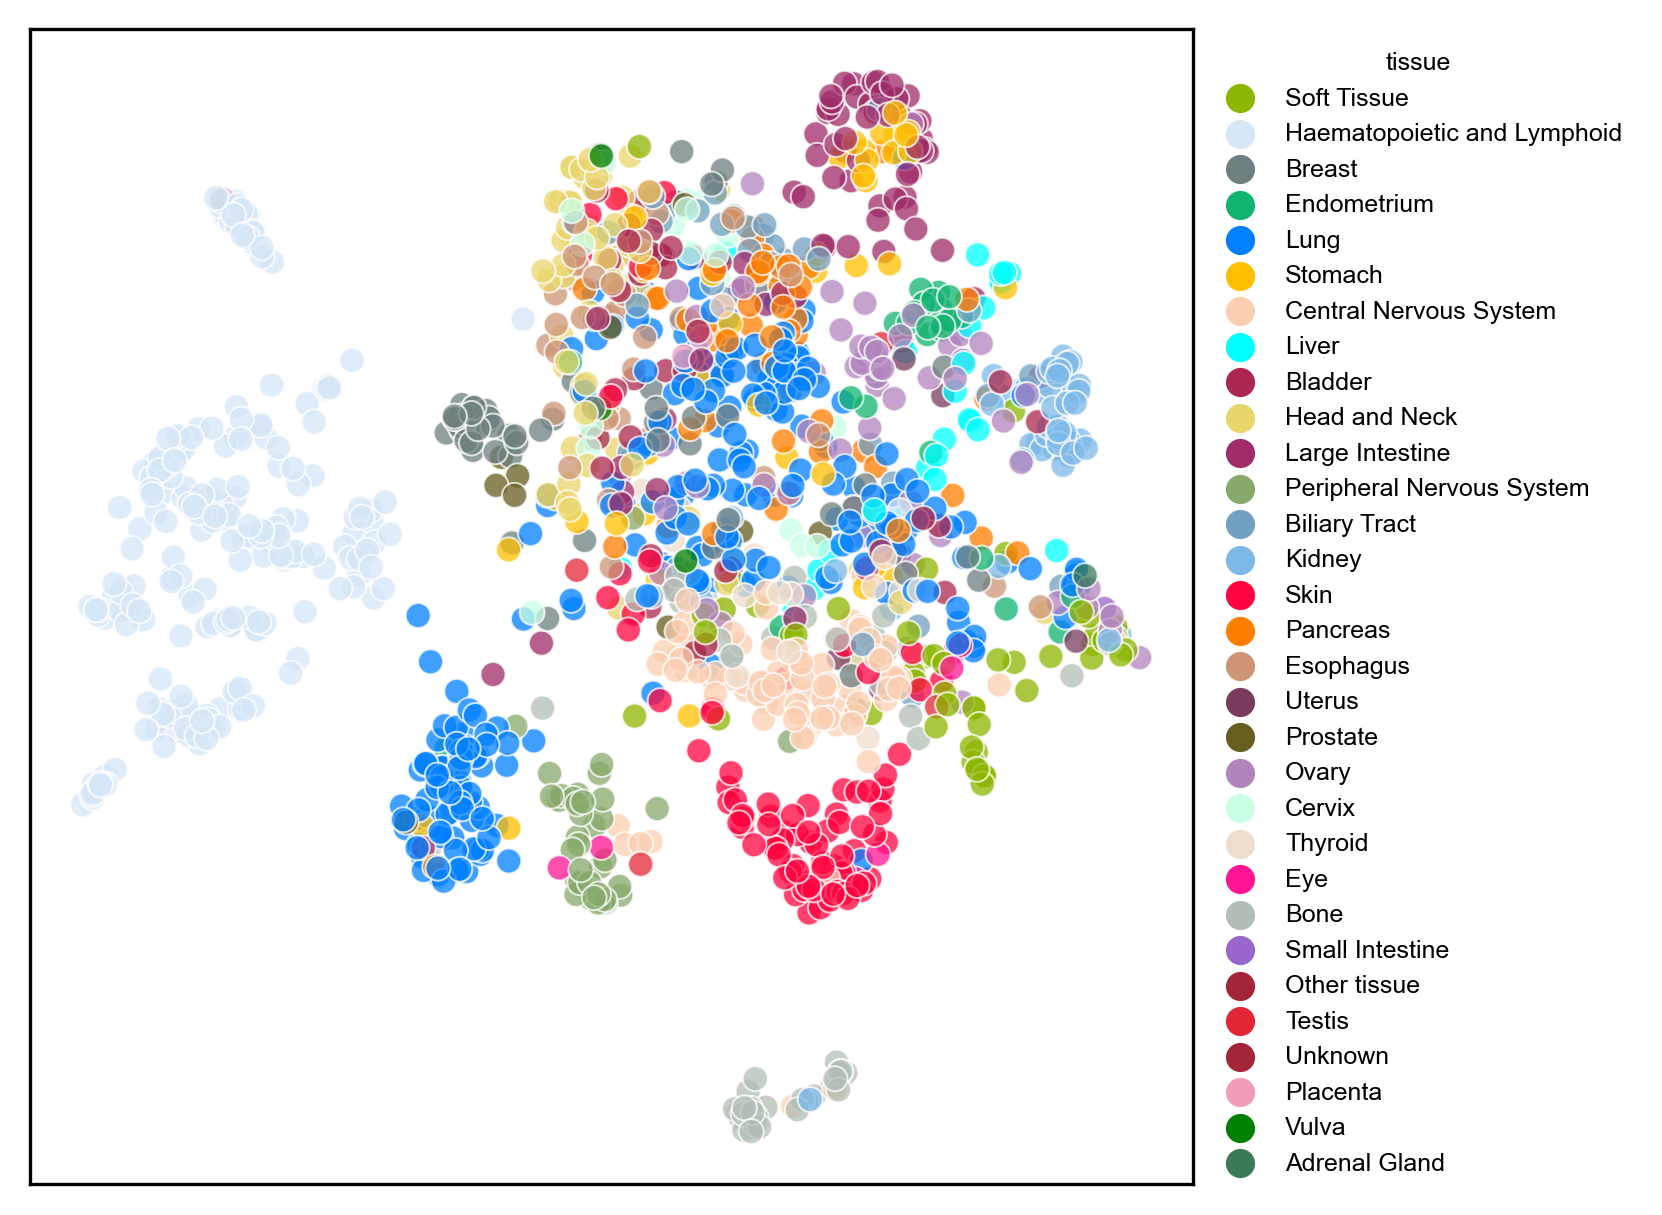 tissue
Soft Tissue
Haematopoietic and Lymphoid
Breast
Endometrium
Lung
Stomach
Central Nervous System
Liver
Bladder
Head and Neck
Large Intestine
Peripheral Nervous System
Biliary Tract
Kidney
Skin
Pancreas
Esophagus
Uterus
Prostate
Ovary
Cervix
Thyroid
Eye
Bone
Small Intestine
Other tissue
Testis
Unknown
Placenta
Vulva
Adrenal Gland